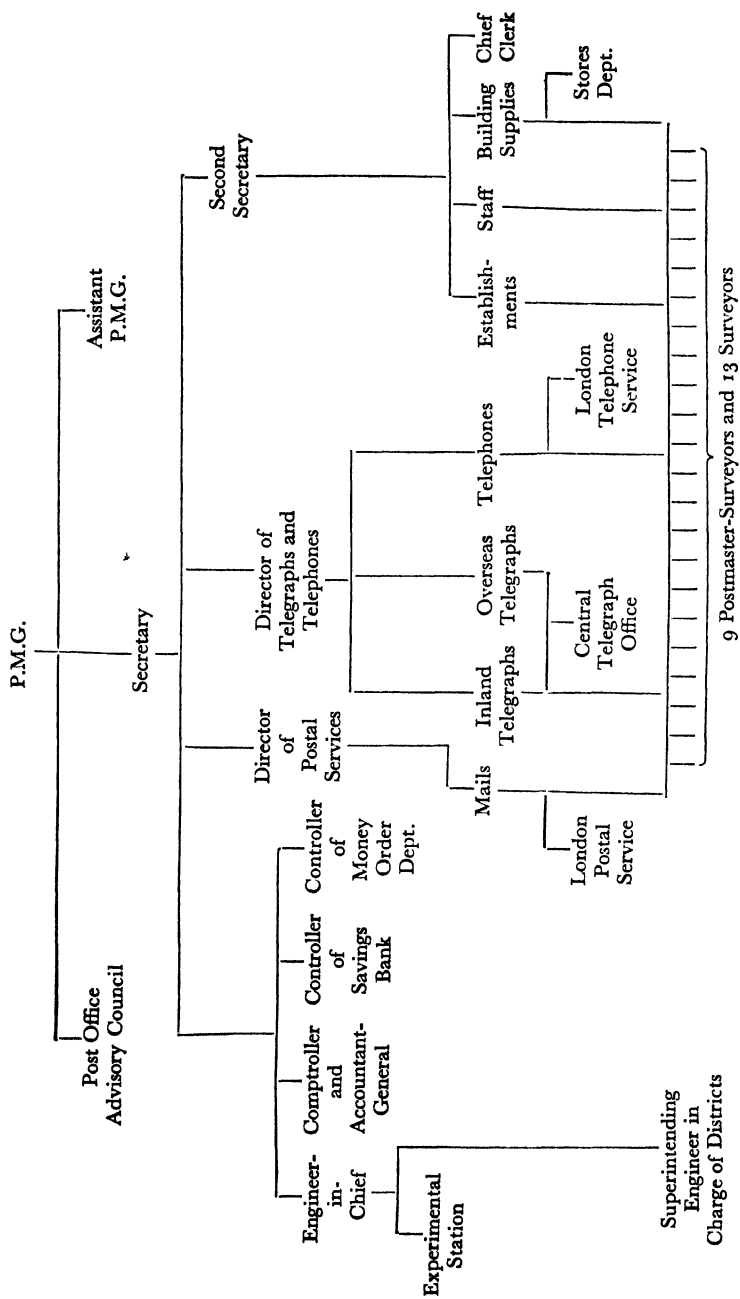 P.M.G.
Post Office
Advisory Council
Assistant
P.M.G.
Secretary
Second
Secretary
Director
of
Postal
Services
Director of
Telegraphs and
Telephones
Engineer-
in-
Chief
Comptroller
and
Accountant-
General
Controller
of
Savings
Bank
Controller
of
Money
Order
Dept.
Mails
Inland
Telegraphs
Overseas
Telegraphs
Telephones
Establish-
ments
Staff
Building
Supplies
Chief
Clerk
Experimental
Station
London
Postal
Service
Central
Telegraph
Office
London
Telephone
Service
Stores
Dept.
Superintending
Engineer in
Charge of Districts
9 Postmaster-Surveyors and 13 Surveyors